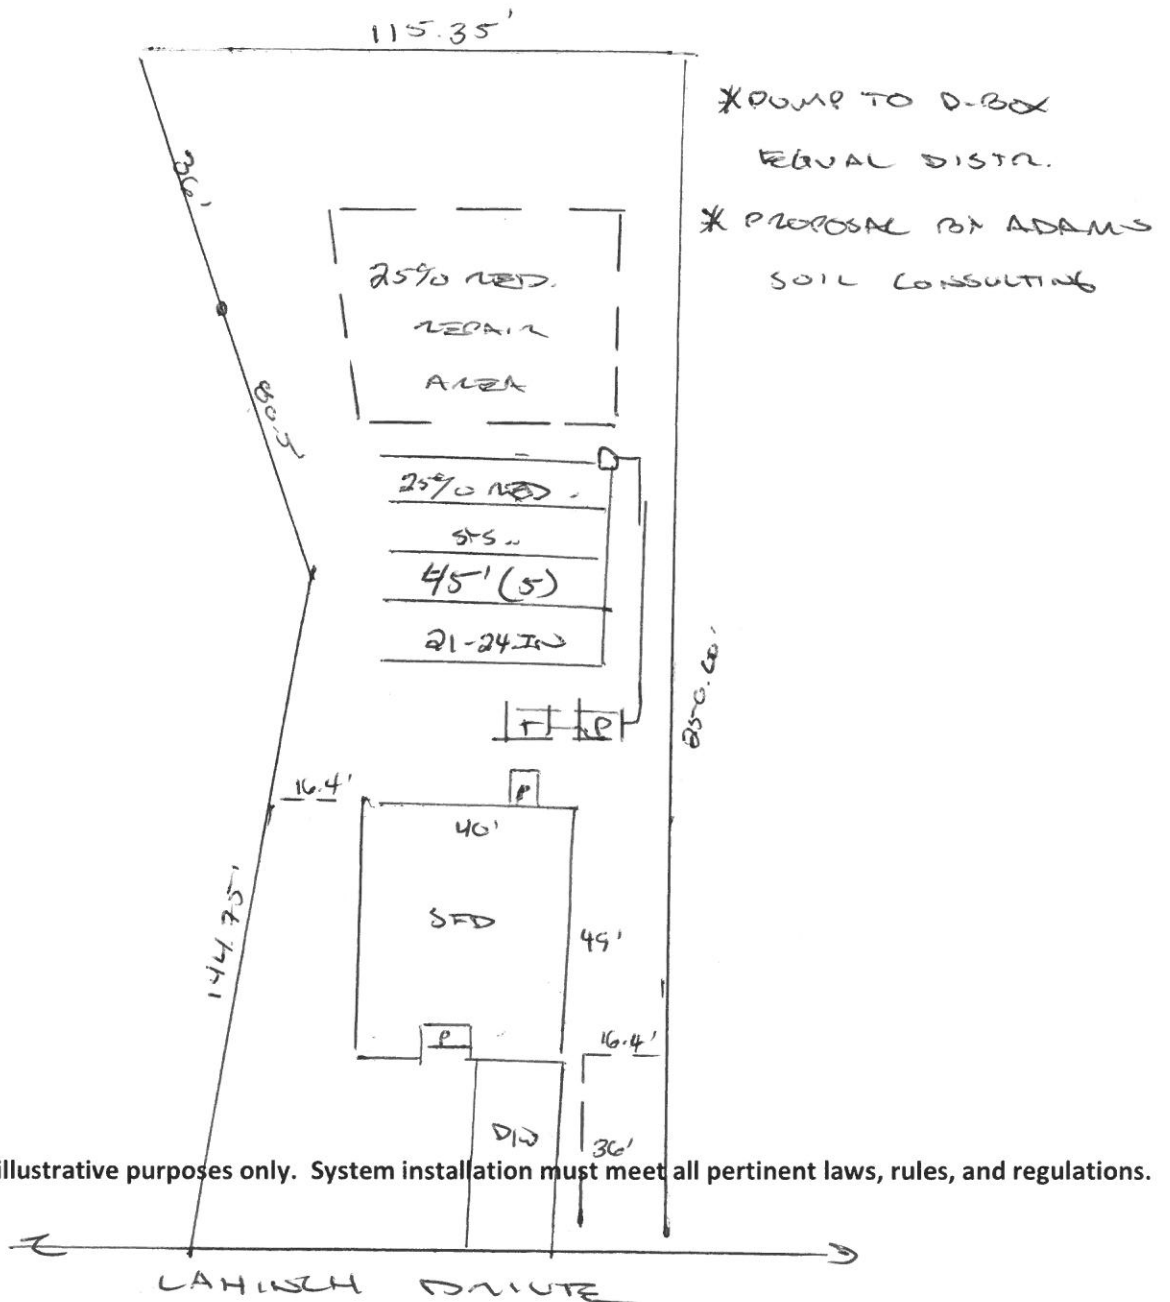 115.35'
* PUMP TO D-BOX
EQUAL DISTR.
* PROPOSAL BY ADAMS
SOIL CONSULTING
36'
25% RED.
REPAIR
AREA
80.5
25% RED.
SYS.
45' (5)
21-24 IN
T
P
250.60'
P
16.4'
40'
SFD
49'
144.75'
P
16.4'
D/W
36'
illustrative purposes only. System installation must meet all pertinent laws, rules, and regulations.
LAHINCH DRIVE